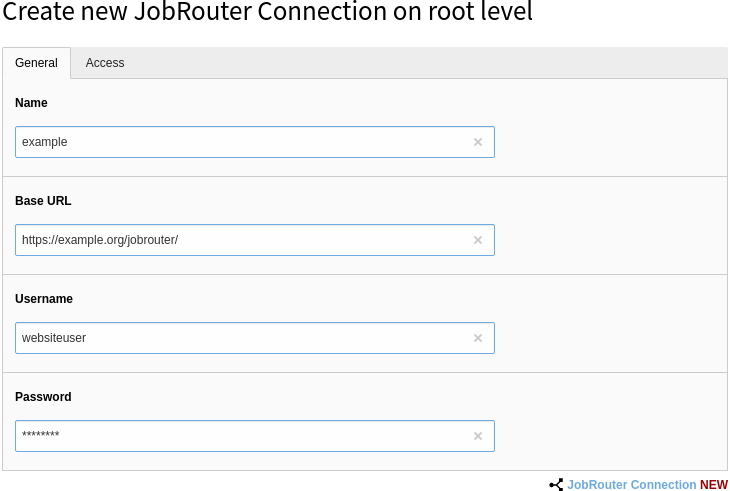 Create new JobRouter Connection on root level
General Access
Name
example ×
Base URL
https://example.org/jobrouter/ ×
Username
websiteuser ×
Password
******** ×
JobRouter Connection NEW